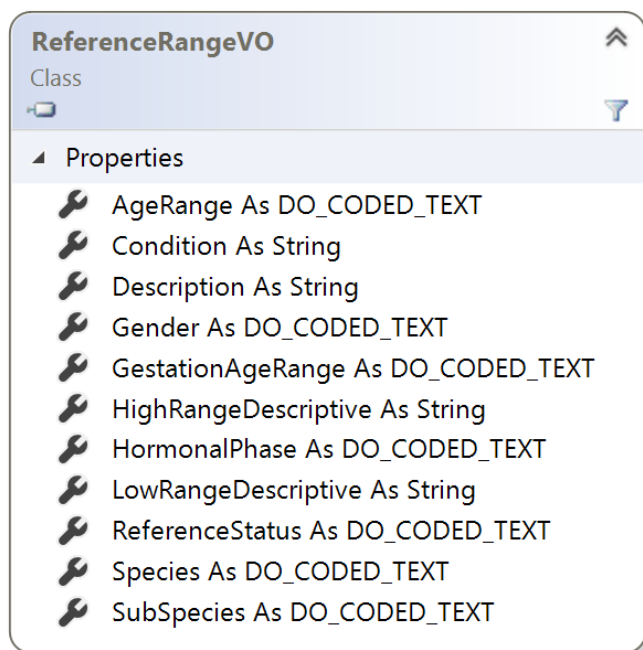 ReferenceRangeVO
Class
Properties
AgeRange As DO_CODED_TEXT
Condition As String
Description As String
Gender As DO_CODED_TEXT
GestationAgeRange As DO_CODED_TEXT
HighRangeDescriptive As String
HormonalPhase As DO_CODED_TEXT
LowRangeDescriptive As String
ReferenceStatus As DO_CODED_TEXT
Species As DO_CODED_TEXT
SubSpecies As DO_CODED_TEXT